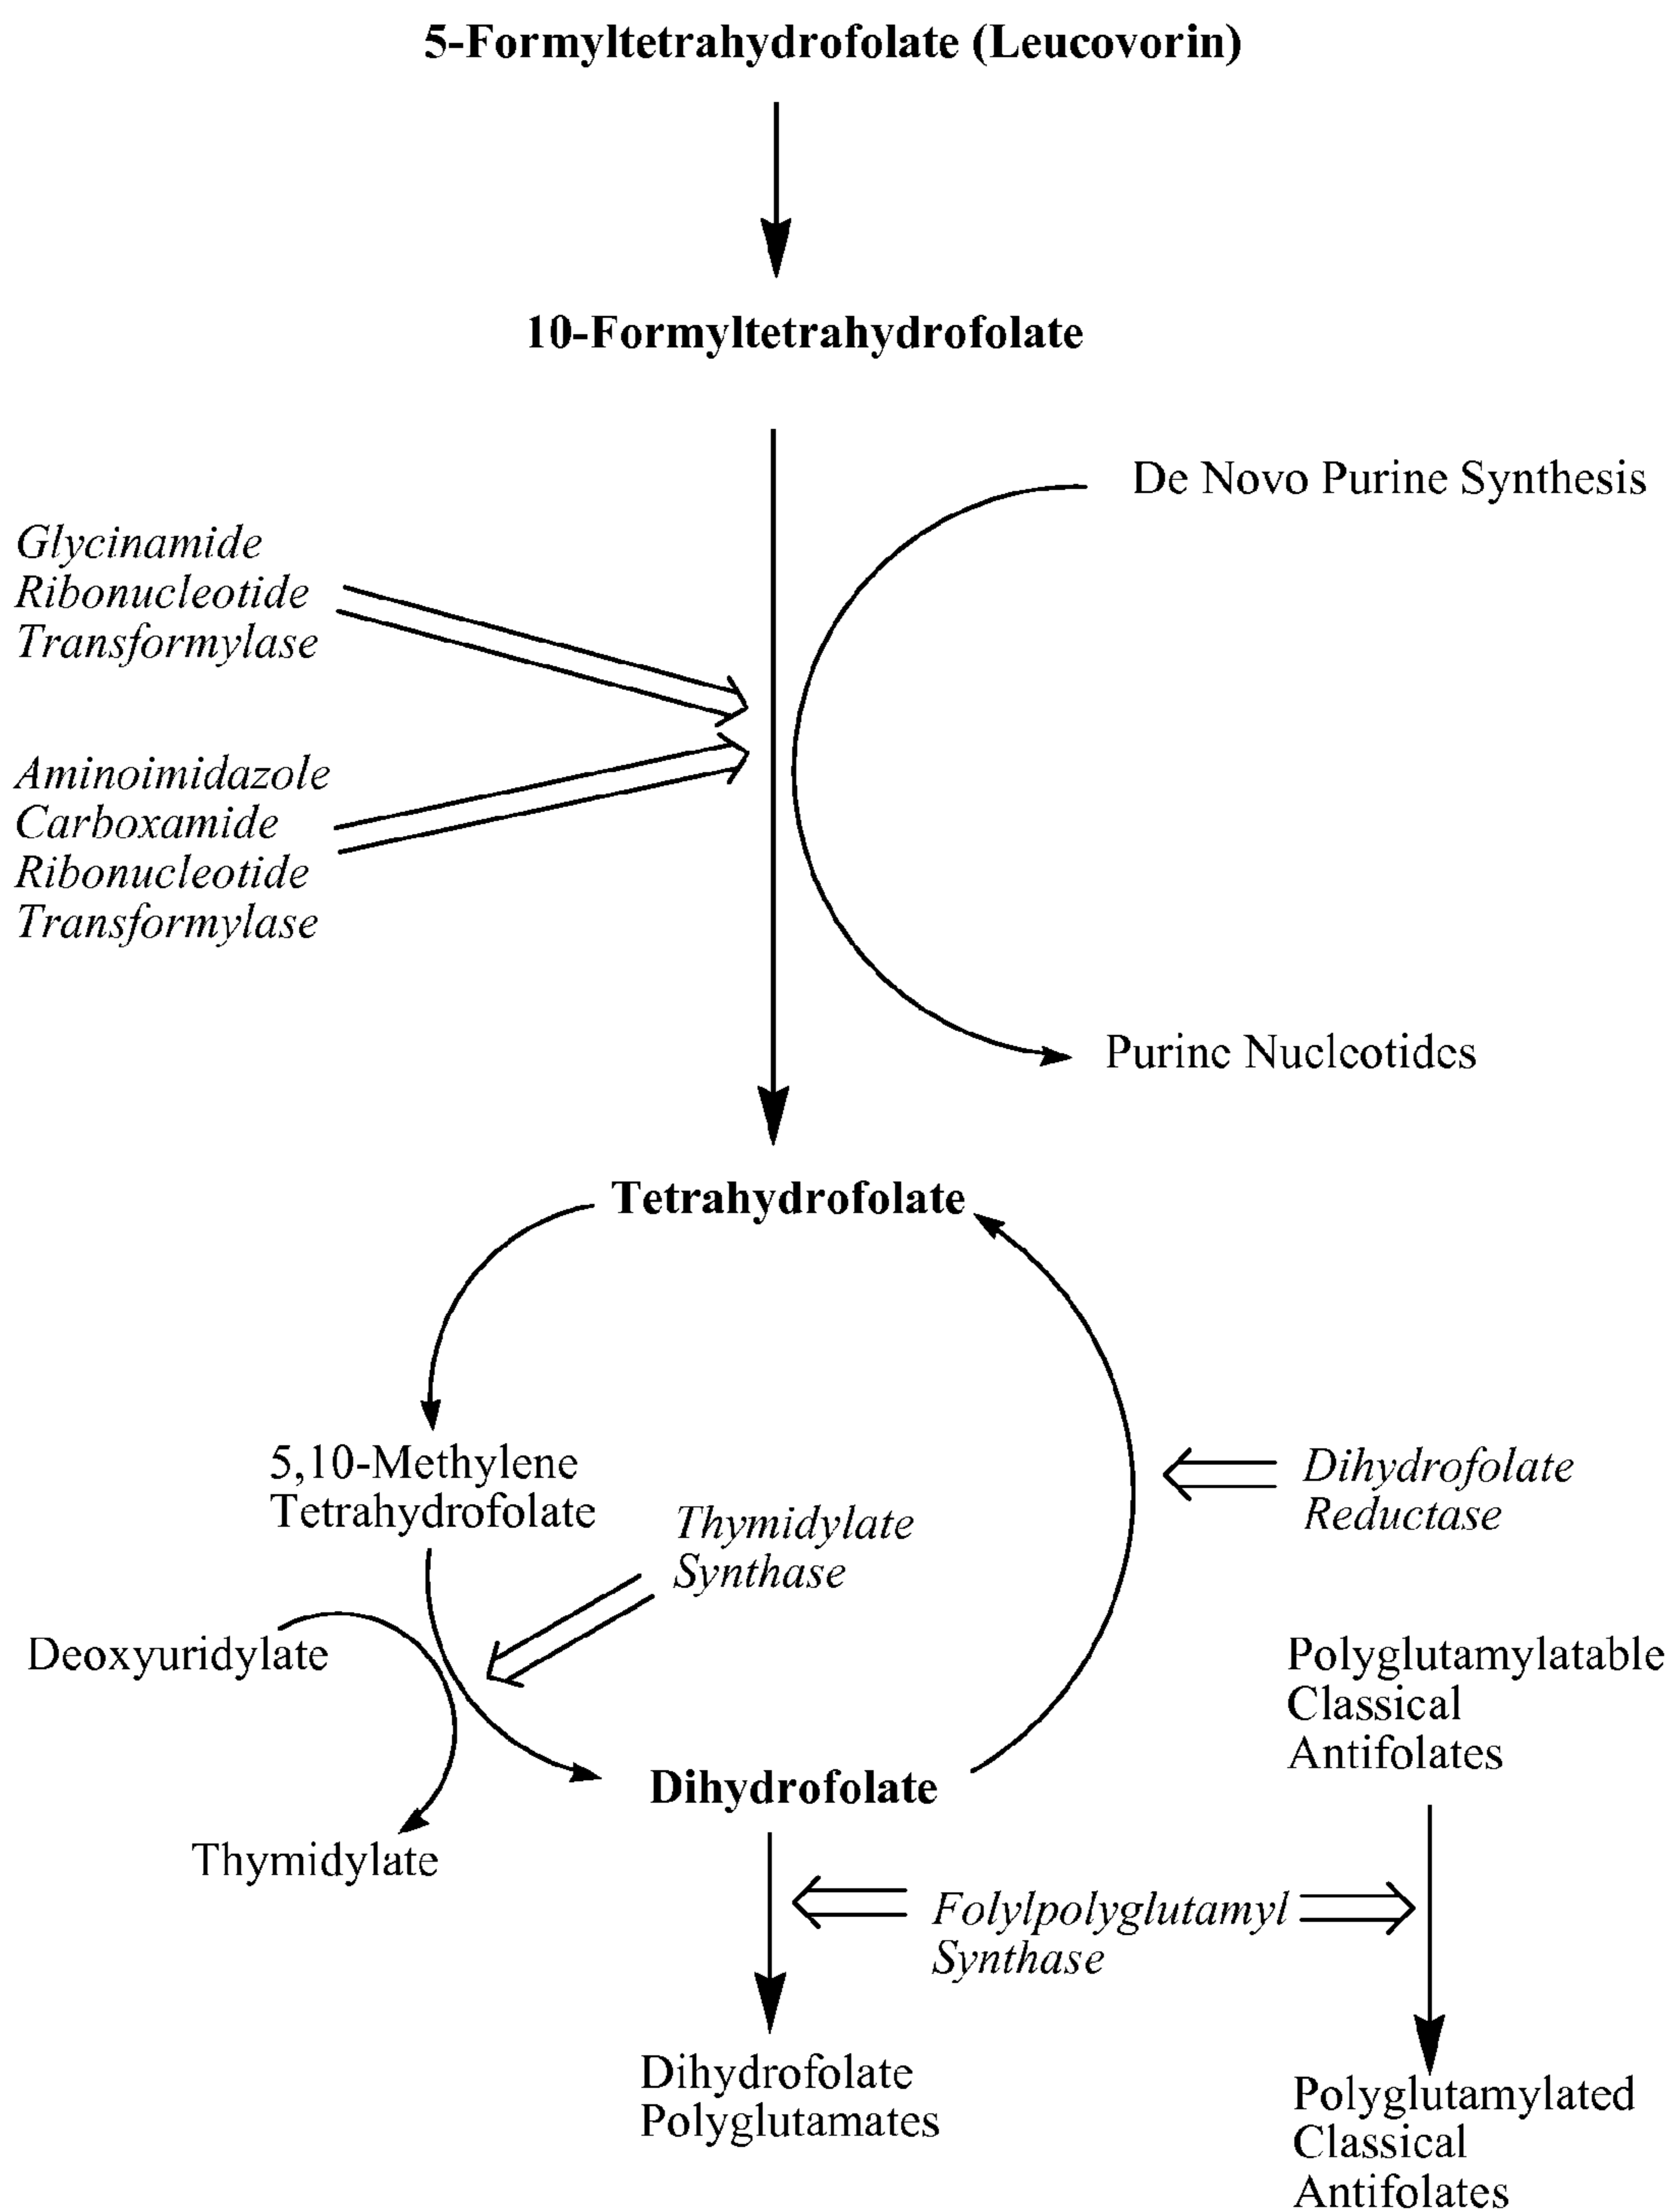 5-Formyltetrahydrofolate (Leucovorin)
10-Formyltetrahydrofolate
De Novo Purine Synthesis
Glycinamide
Ribonucleotide
Transformylase
Aminoimidazole
Carboxamide
Ribonucleotide
Transformylase
Purine Nucleotides
Tetrahydrofolate
5,10-Methylene
Tetrahydrofolate
Thymidylate
Synthase
Dihydrofolate
Reductase
Deoxyuridylate
Polyglutamylatable
Classical
Antifolates
Dihydrofolate
Thymidylate
Folylpolyglutamyl
Synthase
Dihydrofolate
Polyglutamates
Polyglutamylated
Classical
Antifolates